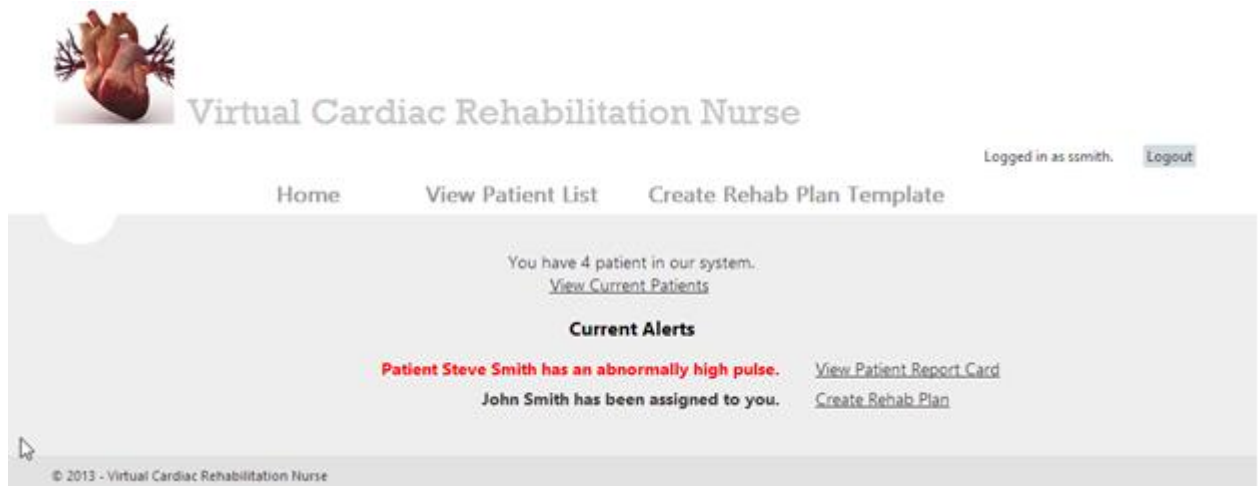 Virtual Cardiac Rehabilitation Nurse
Logged in as ssmith. Logout
Home View Patient List Create Rehab Plan Template
You have 4 patient in our system.
View Current Patients
Current Alerts
Patient Steve Smith has an abnormally high pulse. View Patient Report Card
John Smith has been assigned to you. Create Rehab Plan
© 2013 - Virtual Cardiac Rehabilitation Nurse